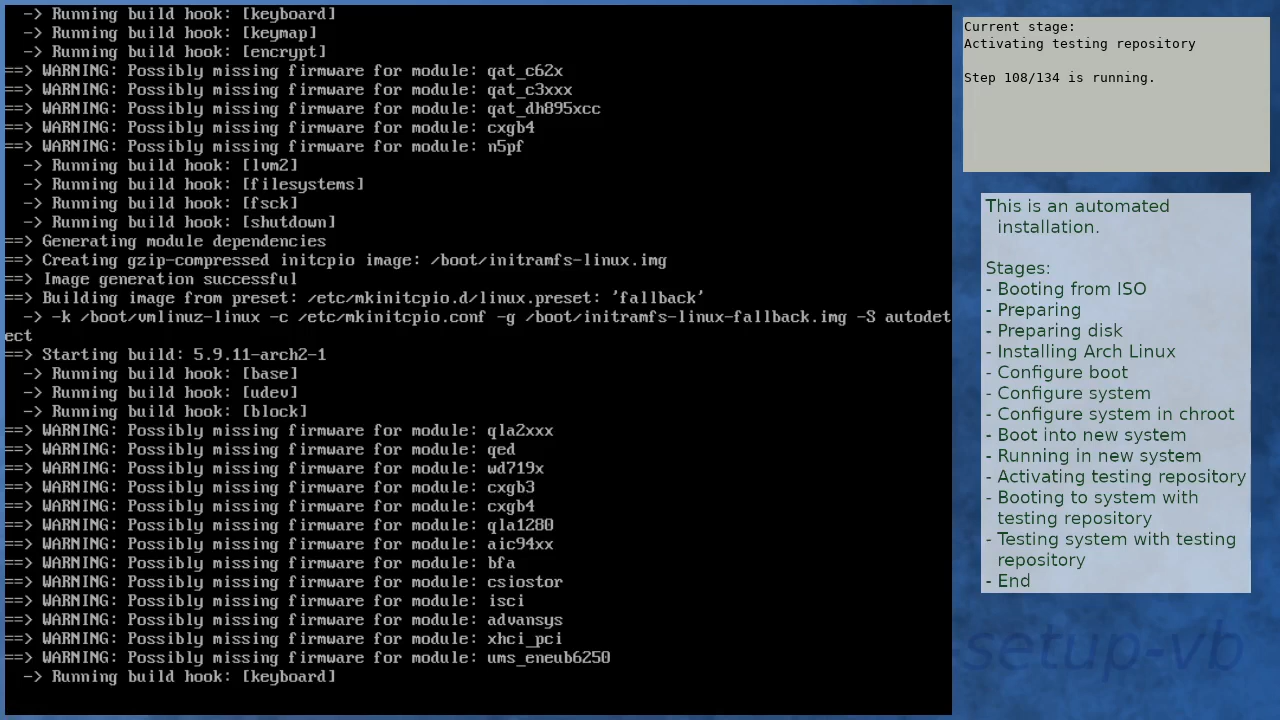 -> Running build hook: [keyboard]
-> Running build hook: [keymap]
-> Running build hook: [encrypt]
==> WARNING: Possibly missing firmware for module: qat_c62x
==> WARNING: Possibly missing firmware for module: qat_c3xxx
==> WARNING: Possibly missing firmware for module: qat_dh895xcc
==> WARNING: Possibly missing firmware for module: cxgb4
==> WARNING: Possibly missing firmware for module: n5pf
-> Running build hook: [lvm2]
-> Running build hook: [filesystems]
-> Running build hook: [fsck]
-> Running build hook: [shutdown]
==> Generating module dependencies
==> Creating gzip-compressed initcpio image: /boot/initramfs-linux.img
==> Image generation successful
==> Building image from preset: /etc/mkinitcpio.d/linux.preset: 'fallback'
-> -k /boot/vmlinuz-linux -c /etc/mkinitcpio.conf -g /boot/initramfs-linux-fallback.img -S autodet
ect
==> Starting build: 5.9.11-arch2-1
-> Running build hook: [base]
-> Running build hook: [udev]
-> Running build hook: [block]
==> WARNING: Possibly missing firmware for module: qla2xxx
==> WARNING: Possibly missing firmware for module: qed
==> WARNING: Possibly missing firmware for module: wd719x
==> WARNING: Possibly missing firmware for module: cxgb3
==> WARNING: Possibly missing firmware for module: cxgb4
==> WARNING: Possibly missing firmware for module: qla1280
==> WARNING: Possibly missing firmware for module: aic94xx
==> WARNING: Possibly missing firmware for module: bfa
==> WARNING: Possibly missing firmware for module: csiostor
==> WARNING: Possibly missing firmware for module: isci
==> WARNING: Possibly missing firmware for module: advansys
==> WARNING: Possibly missing firmware for module: xhci_pci
==> WARNING: Possibly missing firmware for module: ums_eneub6250
-> Running build hook: [keyboard]
Current stage:
Activating testing repository
Step 108/134 is running.
This is an automated
installation.
Stages:
- Booting from ISO
- Preparing
- Preparing disk
- Installing Arch Linux
- Configure boot
- Configure system
- Configure system in chroot
- Boot into new system
- Running in new system
- Activating testing repository
- Booting to system with
testing repository
- Testing system with testing
repository
- End
-setup-vb